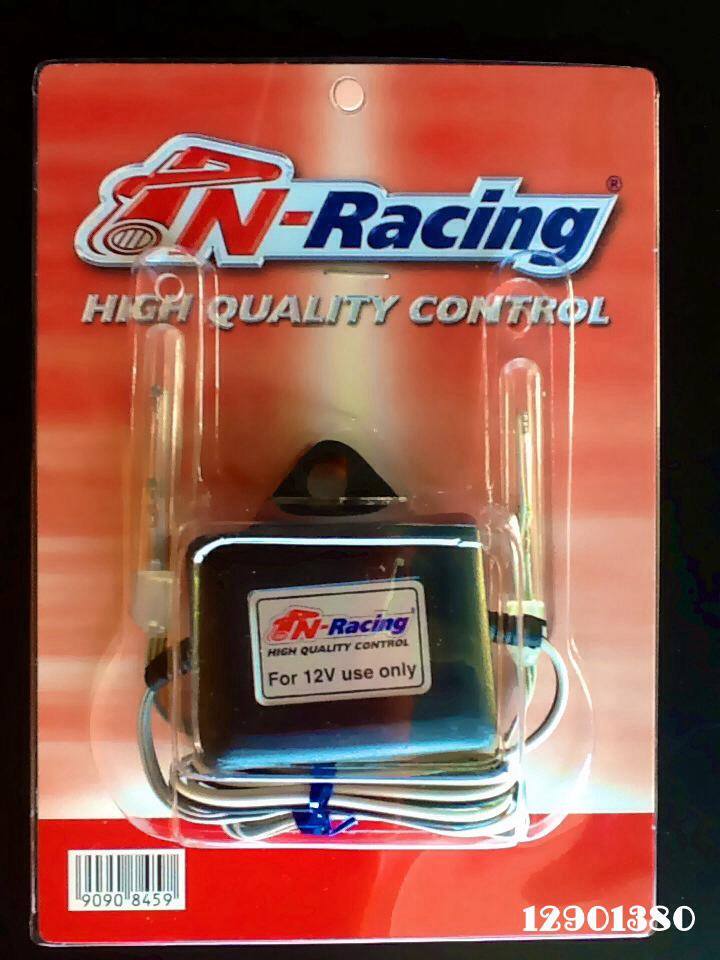 N-Racing®
HIGH QUALITY CONTROL
N-Racing
HIGH QUALITY CONTROL
For 12V use only
9090 8459
12901380